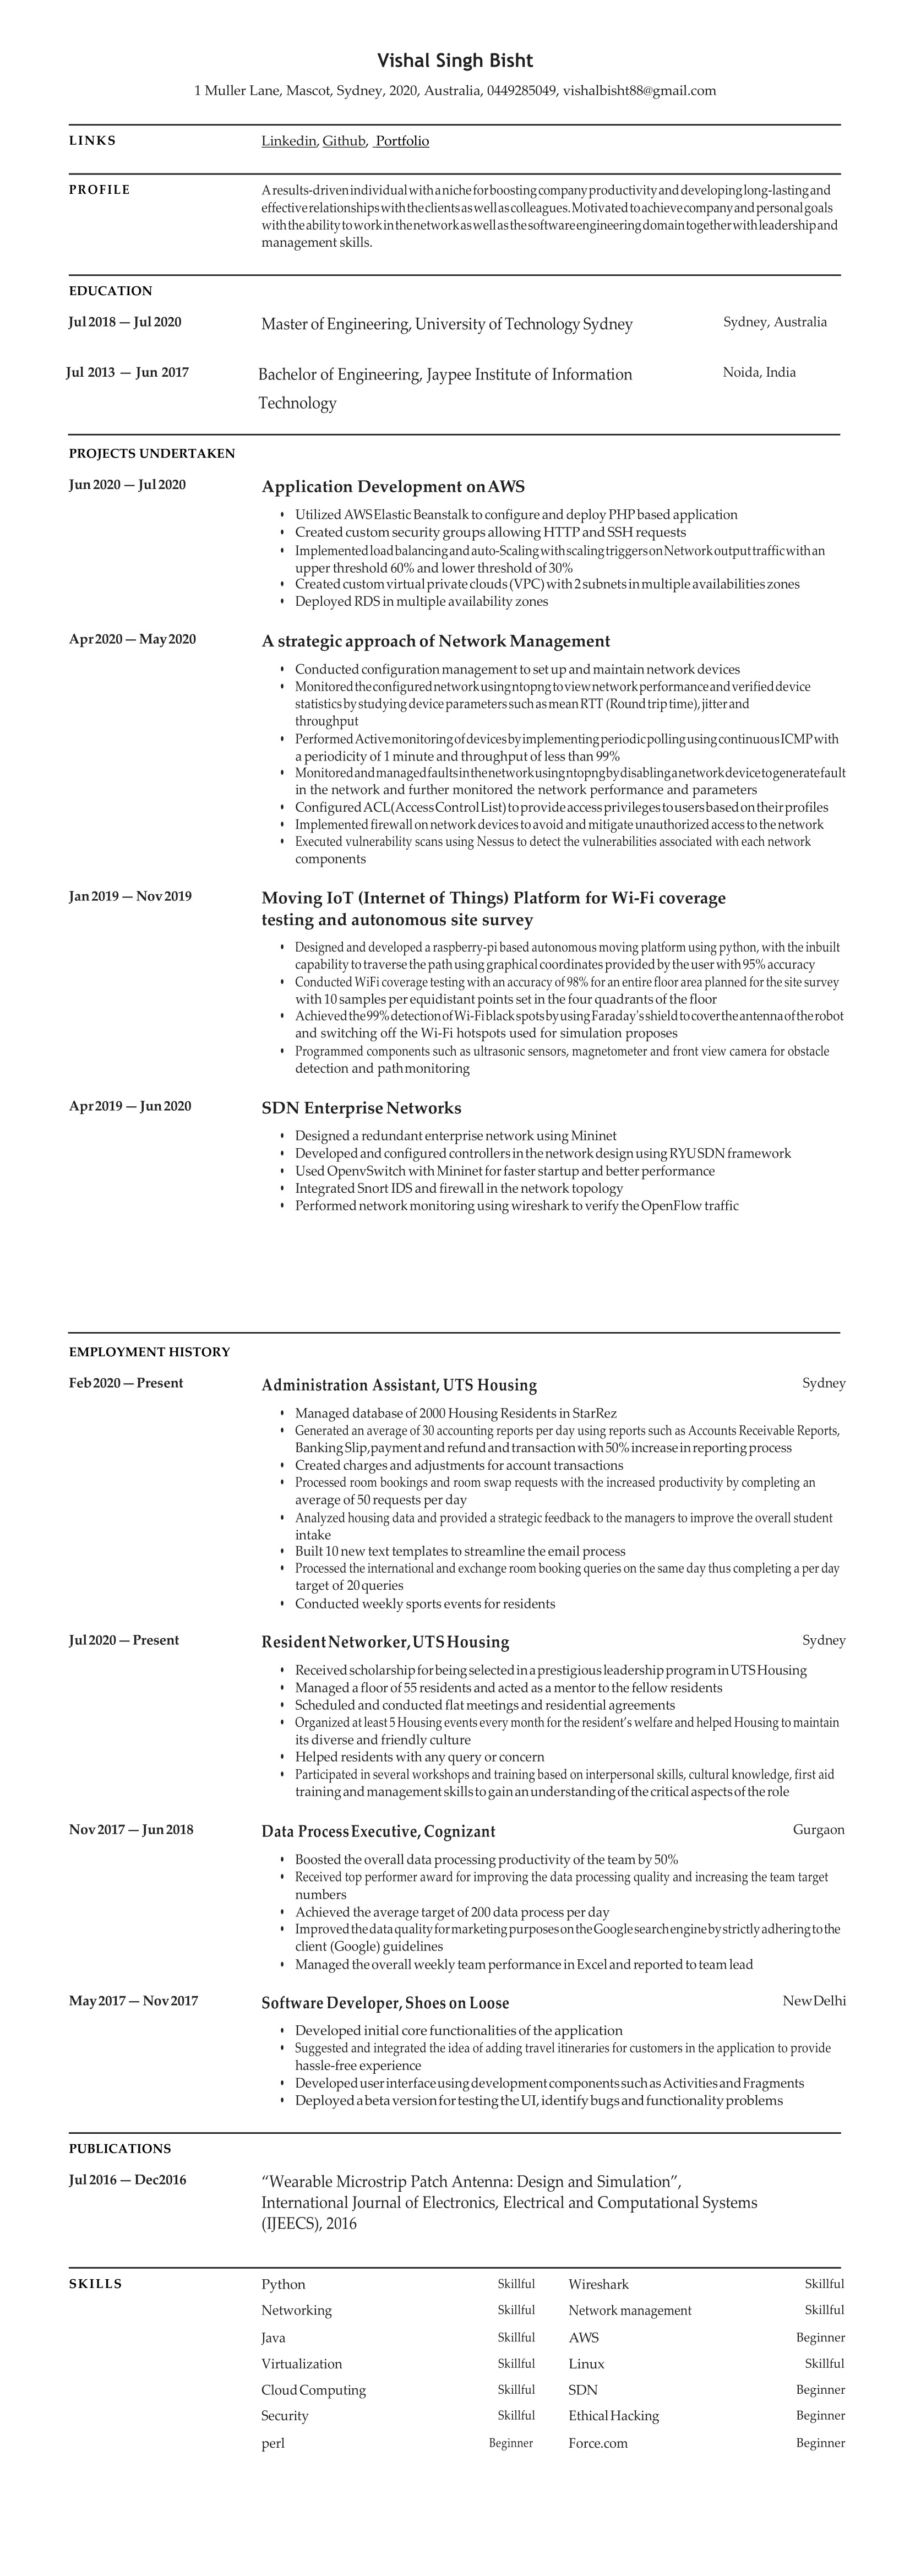 Vishal Singh Bisht
1 Muller Lane, Mascot, Sydney, 2020, Australia, 0449285049, vishalbisht88@gmail.com
LINKS Linkedin, Github, Portfolio
PROFILE A results-driven individual with a niche for boosting company productivity and developing long-lasting and
effective relationships with the clients as well as colleagues. Motivated to achieve company and personal goals
with the ability to work in the network as well as the software engineering domain together with leadership and
management skills.
EDUCATION
Jul 2018 — Jul 2020 Master of Engineering, University of Technology Sydney Sydney, Australia
Jul 2013 — Jun 2017 Bachelor of Engineering, Jaypee Institute of Information Noida, India
Technology
PROJECTS UNDERTAKEN
Jun 2020 — Jul 2020 Application Development on AWS
• Utilized AWS Elastic Beanstalk to configure and deploy PHP based application
• Created custom security groups allowing HTTP and SSH requests
• Implemented load balancing and auto-Scaling with scaling triggers on Network output traffic with an
upper threshold 60% and lower threshold of 30%
• Created custom virtual private clouds (VPC) with 2 subnets in multiple availabilities zones
• Deployed RDS in multiple availability zones
Apr 2020 — May 2020 A strategic approach of Network Management
• Conducted configuration management to set up and maintain network devices
• Monitored the configured network using ntopng to view network performance and verified device
statistics by studying device parameters such as mean RTT (Round trip time), jitter and
throughput
• Performed Active monitoring of devices by implementing periodic polling using continuous ICMP with
a periodicity of 1 minute and throughput of less than 99%
• Monitored and managed faults in the network using ntopng by disabling a network device to generate fault
in the network and further monitored the network performance and parameters
• Configured ACL(Access Control List) to provide access privileges to users based on their profiles
• Implemented firewall on network devices to avoid and mitigate unauthorized access to the network
• Executed vulnerability scans using Nessus to detect the vulnerabilities associated with each network
components
Jan 2019 — Nov 2019 Moving IoT (Internet of Things) Platform for Wi-Fi coverage
testing and autonomous site survey
• Designed and developed a raspberry-pi based autonomous moving platform using python, with the inbuilt
capability to traverse the path using graphical coordinates provided by the user with 95% accuracy
• Conducted WiFi coverage testing with an accuracy of 98% for an entire floor area planned for the site survey
with 10 samples per equidistant points set in the four quadrants of the floor
• Achieved the 99% detection of Wi-Fi black spots by using Faraday's shield to cover the antenna of the robot
and switching off the Wi-Fi hotspots used for simulation proposes
• Programmed components such as ultrasonic sensors, magnetometer and front view camera for obstacle
detection and path monitoring
Apr 2019 — Jun 2020 SDN Enterprise Networks
• Designed a redundant enterprise network using Mininet
• Developed and configured controllers in the network design using RYU SDN framework
• Used OpenvSwitch with Mininet for faster startup and better performance
• Integrated Snort IDS and firewall in the network topology
• Performed network monitoring using wireshark to verify the OpenFlow traffic
EMPLOYMENT HISTORY
Feb 2020 — Present Administration Assistant, UTS Housing Sydney
• Managed database of 2000 Housing Residents in StarRez
• Generated an average of 30 accounting reports per day using reports such as Accounts Receivable Reports,
Banking Slip, payment and refund and transaction with 50% increase in reporting process
• Created charges and adjustments for account transactions
• Processed room bookings and room swap requests with the increased productivity by completing an
average of 50 requests per day
• Analyzed housing data and provided a strategic feedback to the managers to improve the overall student
intake
• Built 10 new text templates to streamline the email process
• Processed the international and exchange room booking queries on the same day thus completing a per day
target of 20 queries
• Conducted weekly sports events for residents
Jul 2020 — Present Resident Networker, UTS Housing Sydney
• Received scholarship for being selected in a prestigious leadership program in UTS Housing
• Managed a floor of 55 residents and acted as a mentor to the fellow residents
• Scheduled and conducted flat meetings and residential agreements
• Organized at least 5 Housing events every month for the resident's welfare and helped Housing to maintain
its diverse and friendly culture
• Helped residents with any query or concern
• Participated in several workshops and training based on interpersonal skills, cultural knowledge, first aid
training and management skills to gain an understanding of the critical aspects of the role
Nov 2017 — Jun 2018 Data Process Executive, Cognizant Gurgaon
• Boosted the overall data processing productivity of the team by 50%
• Received top performer award for improving the data processing quality and increasing the team target
numbers
• Achieved the average target of 200 data process per day
• Improved the data quality for marketing purposes on the Google search engine by strictly adhering to the
client (Google) guidelines
• Managed the overall weekly team performance in Excel and reported to team lead
May 2017 — Nov 2017 Software Developer, Shoes on Loose New Delhi
• Developed initial core functionalities of the application
• Suggested and integrated the idea of adding travel itineraries for customers in the application to provide
hassle-free experience
• Developed user interface using development components such as Activities and Fragments
• Deployed a beta version for testing the UI, identify bugs and functionality problems
PUBLICATIONS
Jul 2016 — Dec2016 “Wearable Microstrip Patch Antenna: Design and Simulation”,
International Journal of Electronics, Electrical and Computational Systems
(IJEECS), 2016
SKILLS Python Skillful Wireshark Skillful
Networking Skillful Network management Skillful
Java Skillful AWS Beginner
Virtualization Skillful Linux Skillful
Cloud Computing Skillful SDN Beginner
Security Skillful Ethical Hacking Beginner
perl Beginner Force.com Beginner